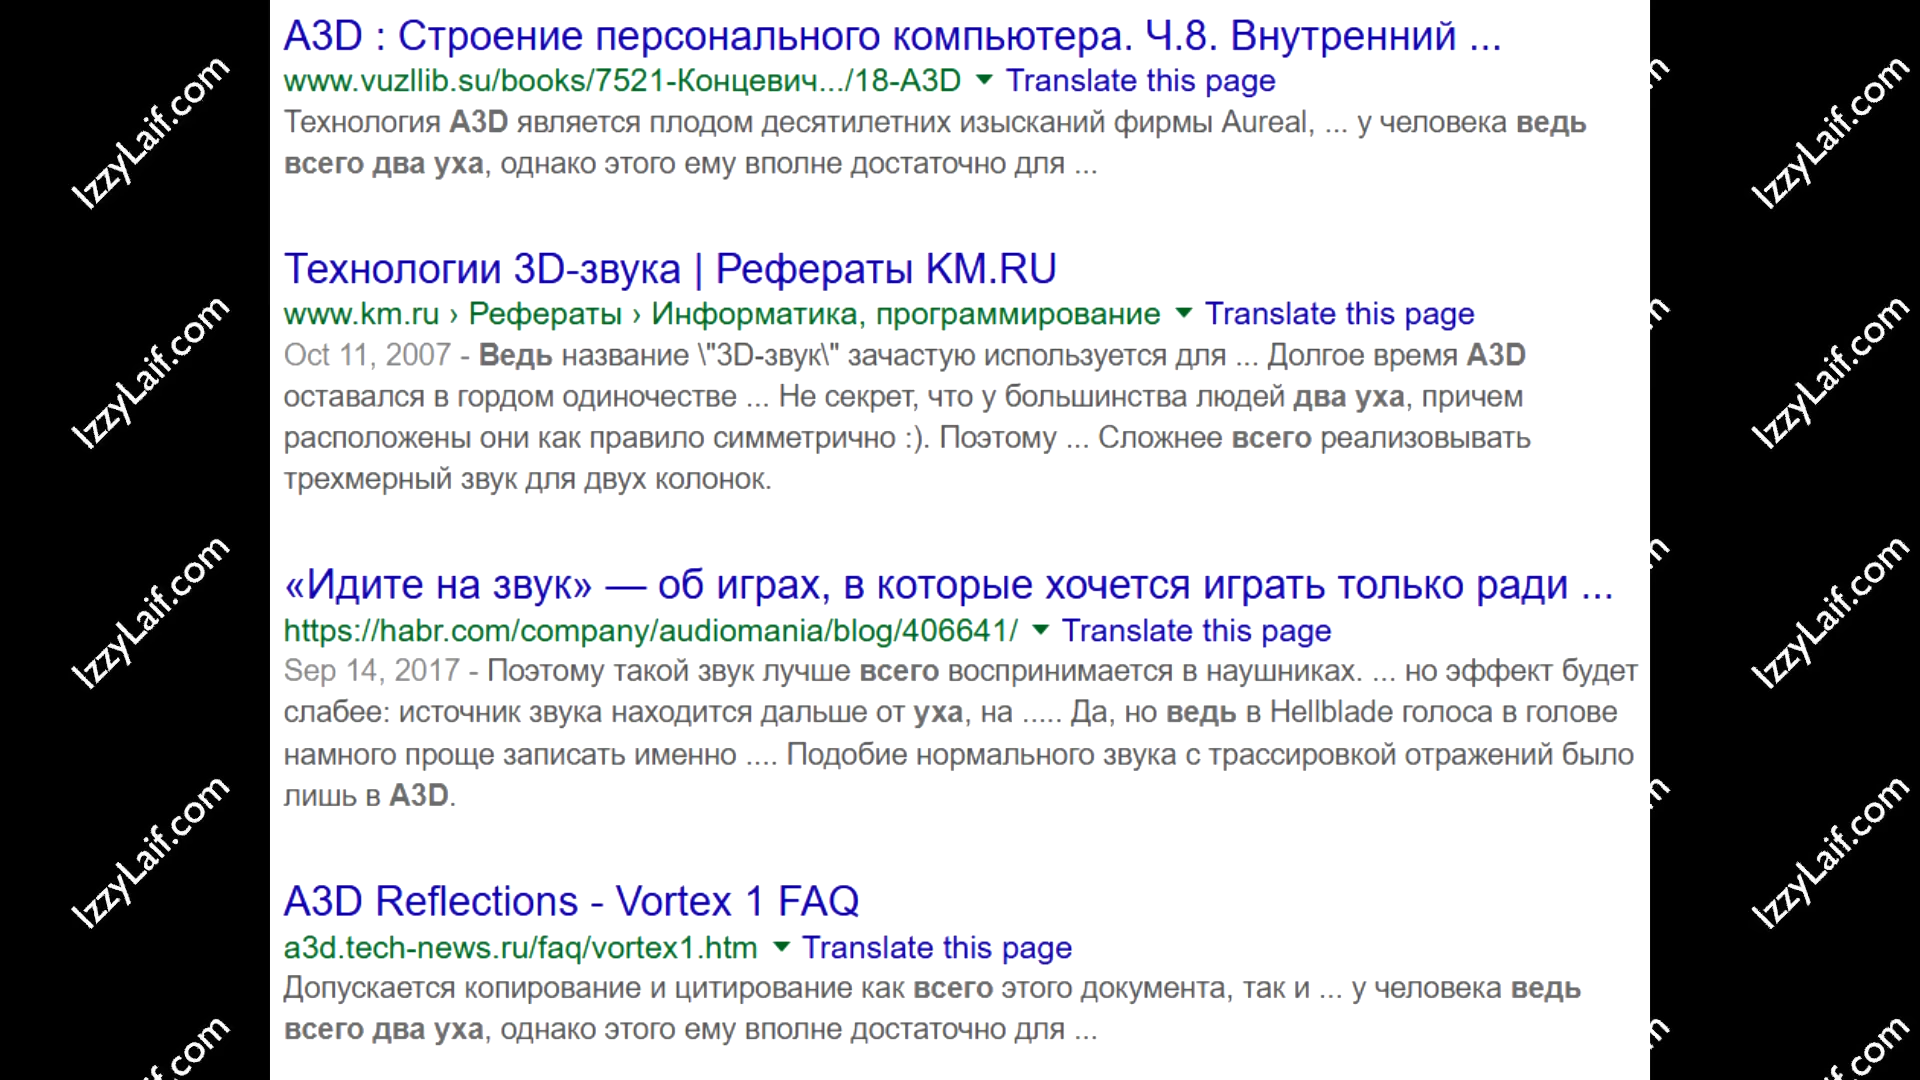 A3D : Строение персонального компьютера. Ч.8. Внутренний ...
www.vuzllib.su/books/7521-Концевич.../18-A3D ▼ Translate this page
Технология A3D является плодом десятилетних изысканий фирмы Aureal, ... у человека ведь
всего два уха, однако этого ему вполне достаточно для ...
Технологии 3D-звука | Рефераты KM.RU
www.km.ru › Рефераты › Информатика, программирование ▼ Translate this page
Oct 11, 2007 - Ведь название \"3D-звук\" зачастую используется для ... Долгое время A3D
оставался в гордом одиночестве ... Не секрет, что у большинства людей два уха, причем
расположены они как правило симметрично :). Поэтому ... Сложнее всего реализовывать
трехмерный звук для двух колонок.
«Идите на звук» — об играх, в которые хочется играть только ради ...
https://habr.com/company/audiomania/blog/406641/ ▼ Translate this page
Sep 14, 2017 - Поэтому такой звук лучше всего воспринимается в наушниках. ... но эффект будет
слабее: источник звука находится дальше от уха, на ..... Да, но ведь в Hellblade голоса в голове
намного проще записать именно .... Подобие нормального звука с трассировкой отражений было
лишь в A3D.
A3D Reflections - Vortex 1 FAQ
a3d.tech-news.ru/faq/vortex1.htm ▼ Translate this page
Допускается копирование и цитирование как всего этого документа, так и ... у человека ведь
всего два уха, однако этого ему вполне достаточно для ...
IzzyLaif.com
IzzyLaif.com
IzzyLaif.com
IzzyLaif.com
IzzyLaif.com
IzzyLaif.com
IzzyLaif.com
IzzyLaif.com